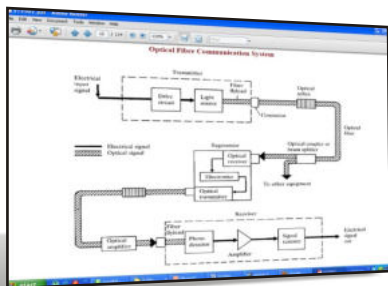 Optical Fiber Communication System
Transmitter
Electrical
input
signal
Drive
circuit
Light
source
Fiber
flylead
Connector
Optical
splice
Optical
fiber
Electrical signal
Optical signal
Regenerator
Optical
receiver
Electronics
Optical
transmitter
Optical coupler or
beam splitter
To other equipment
Receiver
Optical
amplifier
Fiber
flylead
Photo-
detector
Amplifier
Signal
restorer
Electrical
signal
out